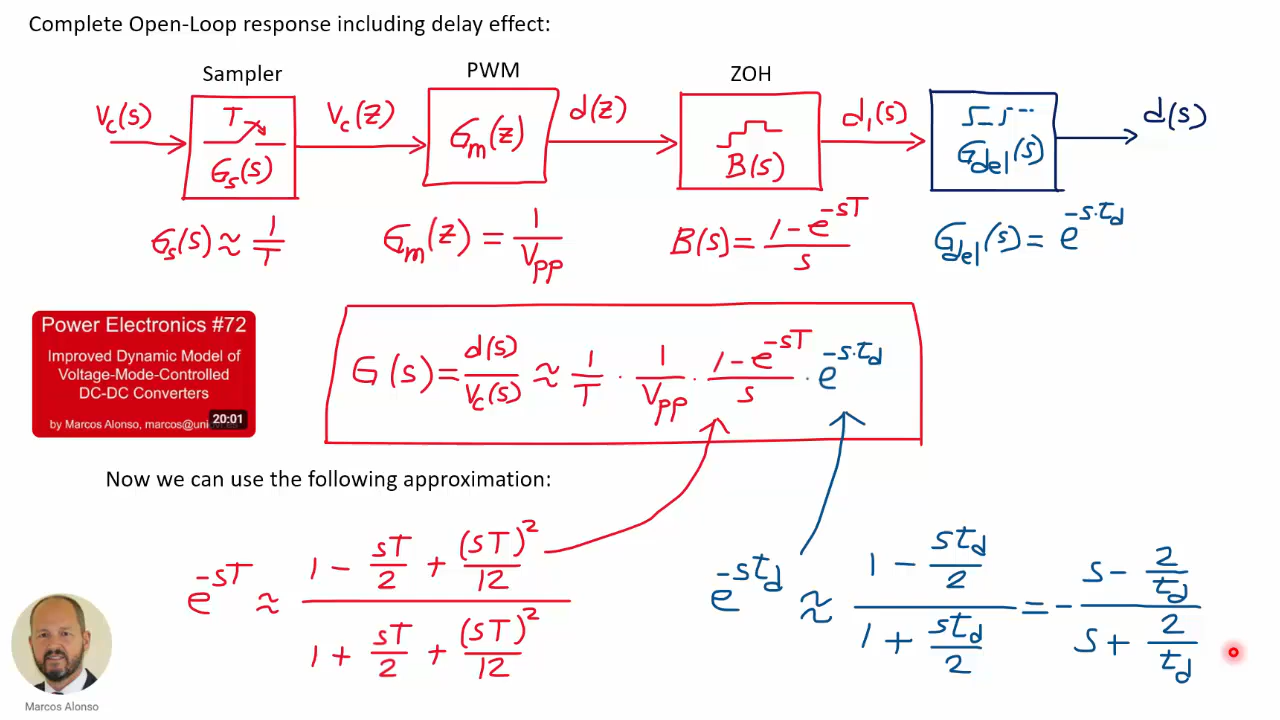 Complete Open-Loop response including delay effect:
Sampler PWM ZOH
Vc(s) T Gs(s) Vc(z) Gm(z) d(z) B(s) d1(s) Gdel(s) d(s)
Gs(s) ≈ 1/T Gm(z) = 1/Vpp B(s) = (1 - e^-sT)/s Gdel(s) = e^-s·td
Power Electronics #72
Improved Dynamic Model of
Voltage-Mode-Controlled
DC-DC Converters
20:01
by Marcos Alonso, marcos@uni
G(s) = d(s)/Vc(s) ≈ 1/T · 1/Vpp · (1 - e^-sT)/s · e^-s·td
Now we can use the following approximation:
e^-sT ≈ (1 - sT/2 + (sT)^2/12)/(1 + sT/2 + (sT)^2/12)
e^-std ≈ (1 - std/2)/(1 + std/2) = - (s - 2/td)/(s + 2/td)
Marcos Alonso